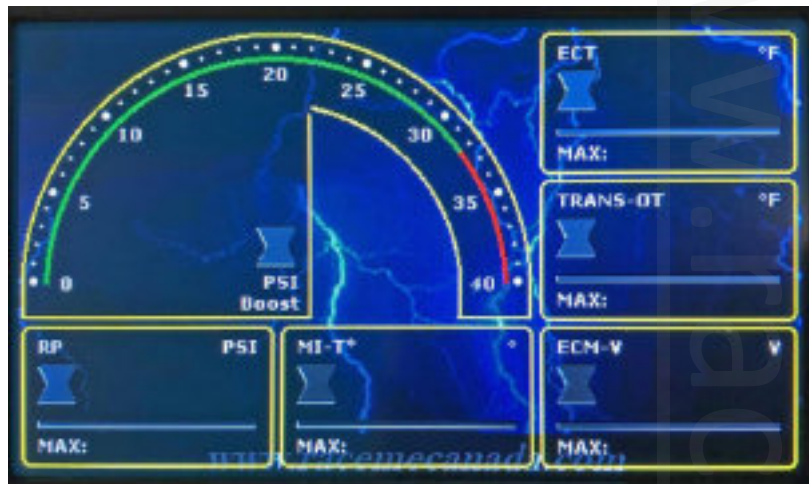 0
5
10
15
20
25
30
35
40
PSI
Boost
ECT °F
MAX:
TRANS-OT °F
MAX:
RP PSI
MAX:
MI-T° °
MAX:
ECM-V V
MAX:
www.racemecanada.com
w.rac